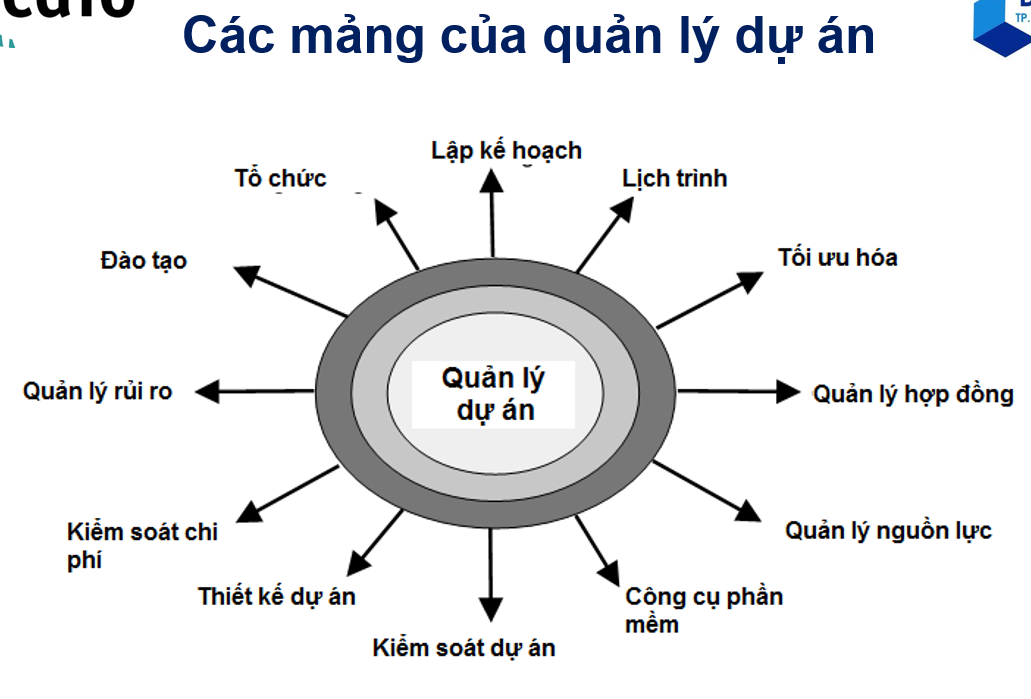 Các mảng của quản lý dự án
TP.
Lập kế hoạch
Tổ chức
Lịch trình
Đào tạo
Tối ưu hóa
Quản lý rủi ro
Quản lý
dự án
Quản lý hợp đồng
Kiểm soát chi
phí
Quản lý nguồn lực
Thiết kế dự án
Công cụ phần
mềm
Kiểm soát dự án